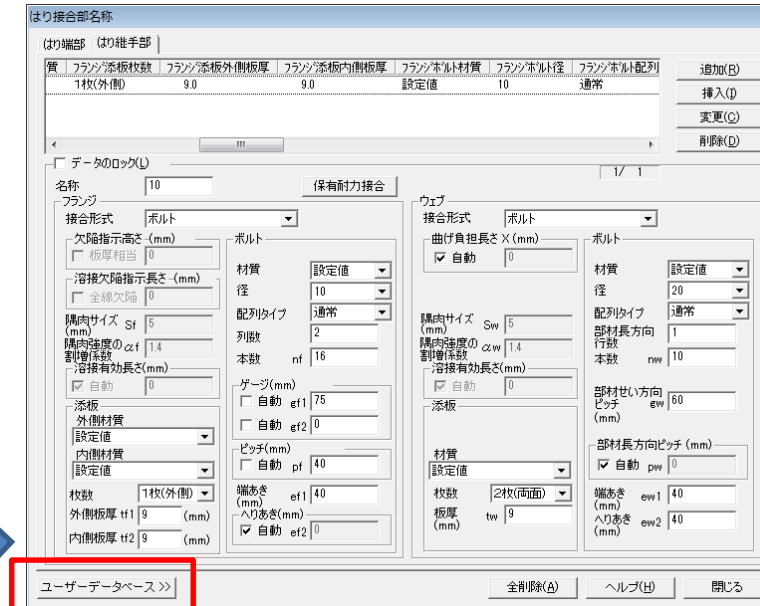 はり接合部名称
はり端部 はり継手部
質 フランジ添板枚数 フランジ添板外側板厚 フランジ添板内側板厚 フランジボルト材質 フランジボルト径 フランジボルト配列
1枚(外側) 9.0 9.0 設定値 10 通常
追加(R)
挿入(I)
変更(C)
削除(D)
データのロック(L)
1/ 1
名称 10 保有耐力接合
フランジ
接合形式 ボルト
欠陥指示高さ (mm)
板厚相当 0
溶接欠陥指示長さ (mm)
全線欠陥 0
隅肉サイズ Sf 5
(mm)
隅肉強度の αf 1.4
割増係数
溶接有効長さ(mm)
自動 0
添板
外側材質
設定値
内側材質
設定値
枚数 1枚(外側)
外側板厚 tf1 9 (mm)
内側板厚 tf2 9 (mm)
ボルト
材質 設定値
径 10
配列タイプ 通常
列数 2
本数 nf 16
ゲージ(mm)
自動 gf1 75
自動 gf2 0
ピッチ(mm)
自動 pf 40
端あき ef1 40
(mm)
へりあき(mm)
自動 ef2 0
ウェブ
接合形式 ボルト
曲げ負担長さ X (mm)
自動 0
隅肉サイズ Sw 5
(mm)
隅肉強度の αw 1.4
割増係数
溶接有効長さ(mm)
自動 0
添板
材質
設定値
枚数 2枚(両面)
板厚 tw 9
(mm)
ボルト
材質 設定値
径 20
配列タイプ 通常
部材長方向 1
行数
本数 nw 10
部材せい方向
ピッチ gw 60
(mm)
部材長方向ピッチ (mm)
自動 pw 0
端あき ew1 40
(mm)
へりあき ew2 40
(mm)
ユーザーデータベース >> 全削除(A) ヘルプ(H) 閉じる